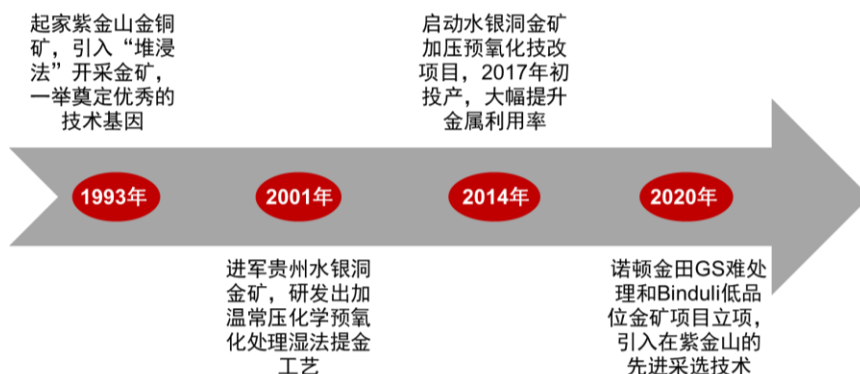 起家紫金山金铜
矿，引入“堆浸
法”开采金矿，
一举奠定优秀的
技术基因
启动水银洞金矿
加压预氧化技改
项目，2017年初
投产，大幅提升
金属利用率
1993年
2001年
2014年
2020年
进军贵州水银洞
金矿，研发出加
温常压化学预氧
化处理湿法提金
工艺
诺顿金田GS难处
理和Binduli低品
位金矿项目立项，
引入在紫金山的
先进采选技术